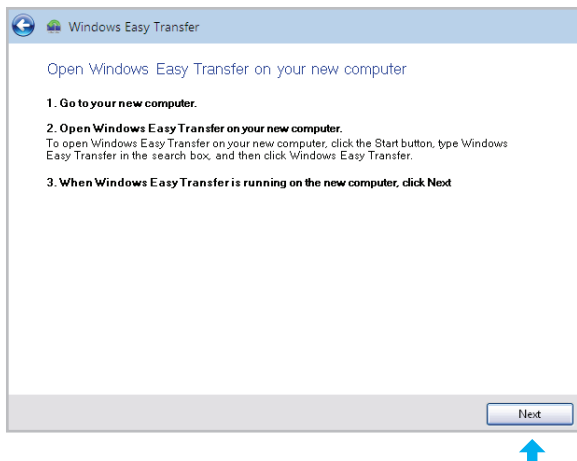 Windows Easy Transfer
Open Windows Easy Transfer on your new computer
1. Go to your new computer.
2. Open Windows Easy Transfer on your new computer.
To open Windows Easy Transfer on your new computer, click the Start button, type Windows
Easy Transfer in the search box, and then click Windows Easy Transfer.
3. When Windows Easy Transfer is running on the new computer, click Next
Next